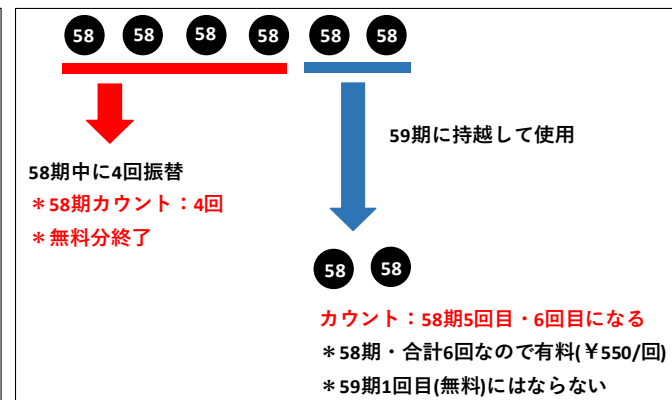 58 58 58 58 58 58
59期に持越して使用
58期中に4回振替
＊58期カウント：4回
＊無料分終了
58 58
カウント：58期5回目・6回目になる
＊58期・合計6回なので有料(￥550/回)
＊59期1回目(無料)にはならない